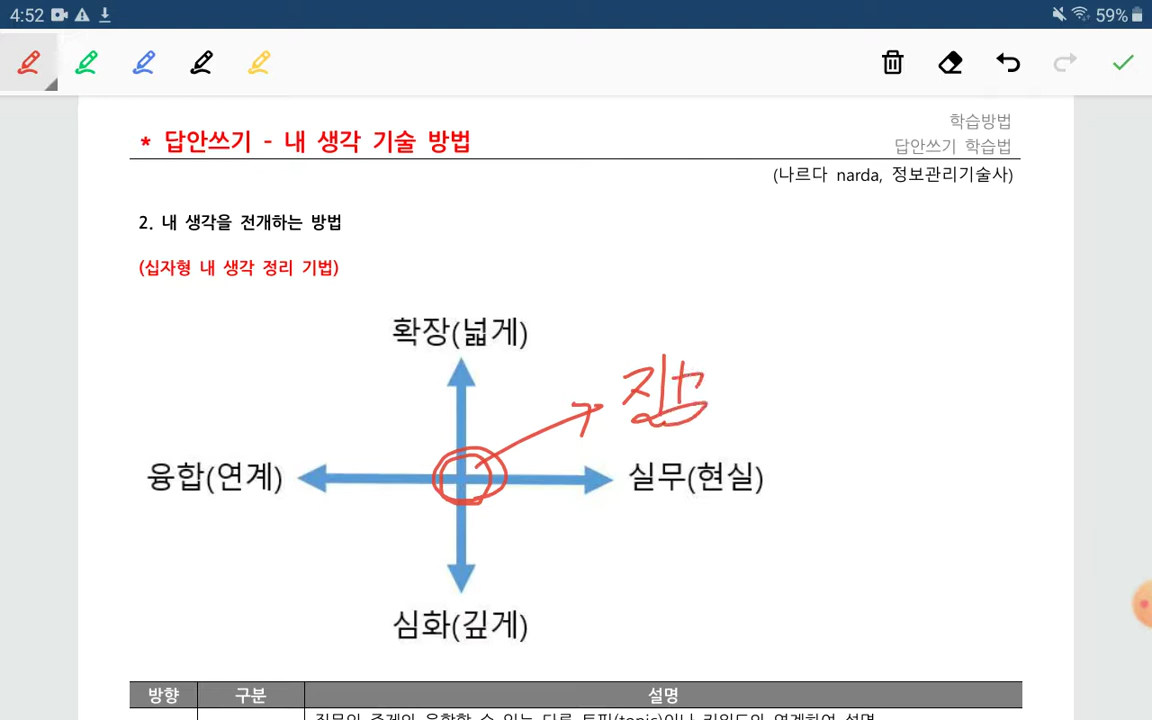 4:52
59%
학습방법
* 답안쓰기 - 내 생각 기술 방법
답안쓰기 학습법
(나르다 narda, 정보관리기술사)
2. 내 생각을 전개하는 방법
(십자형 내 생각 정리 기법)
확장(넓게)
융합(연계)
실무(현실)
심화(깊게)
방향 구분 설명